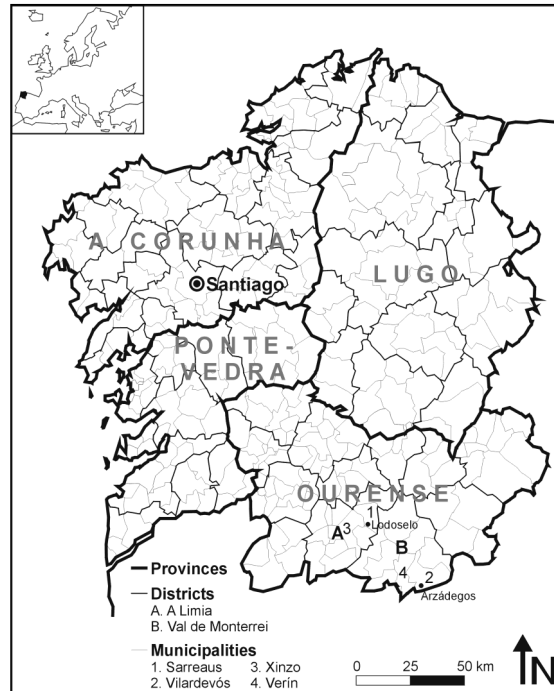 A CORUNHA
LUGO
Santiago
PONTE-
VEDRA
OURENSE
1
Lodoselo
A
3
B
4
2
Arzádegos
Provinces
Districts
A. A Limia
B. Val de Monterrei
Municipalities
1. Sarreaus 3. Xinzo
2. Vilardevós 4. Verín
0 25 50 km
N